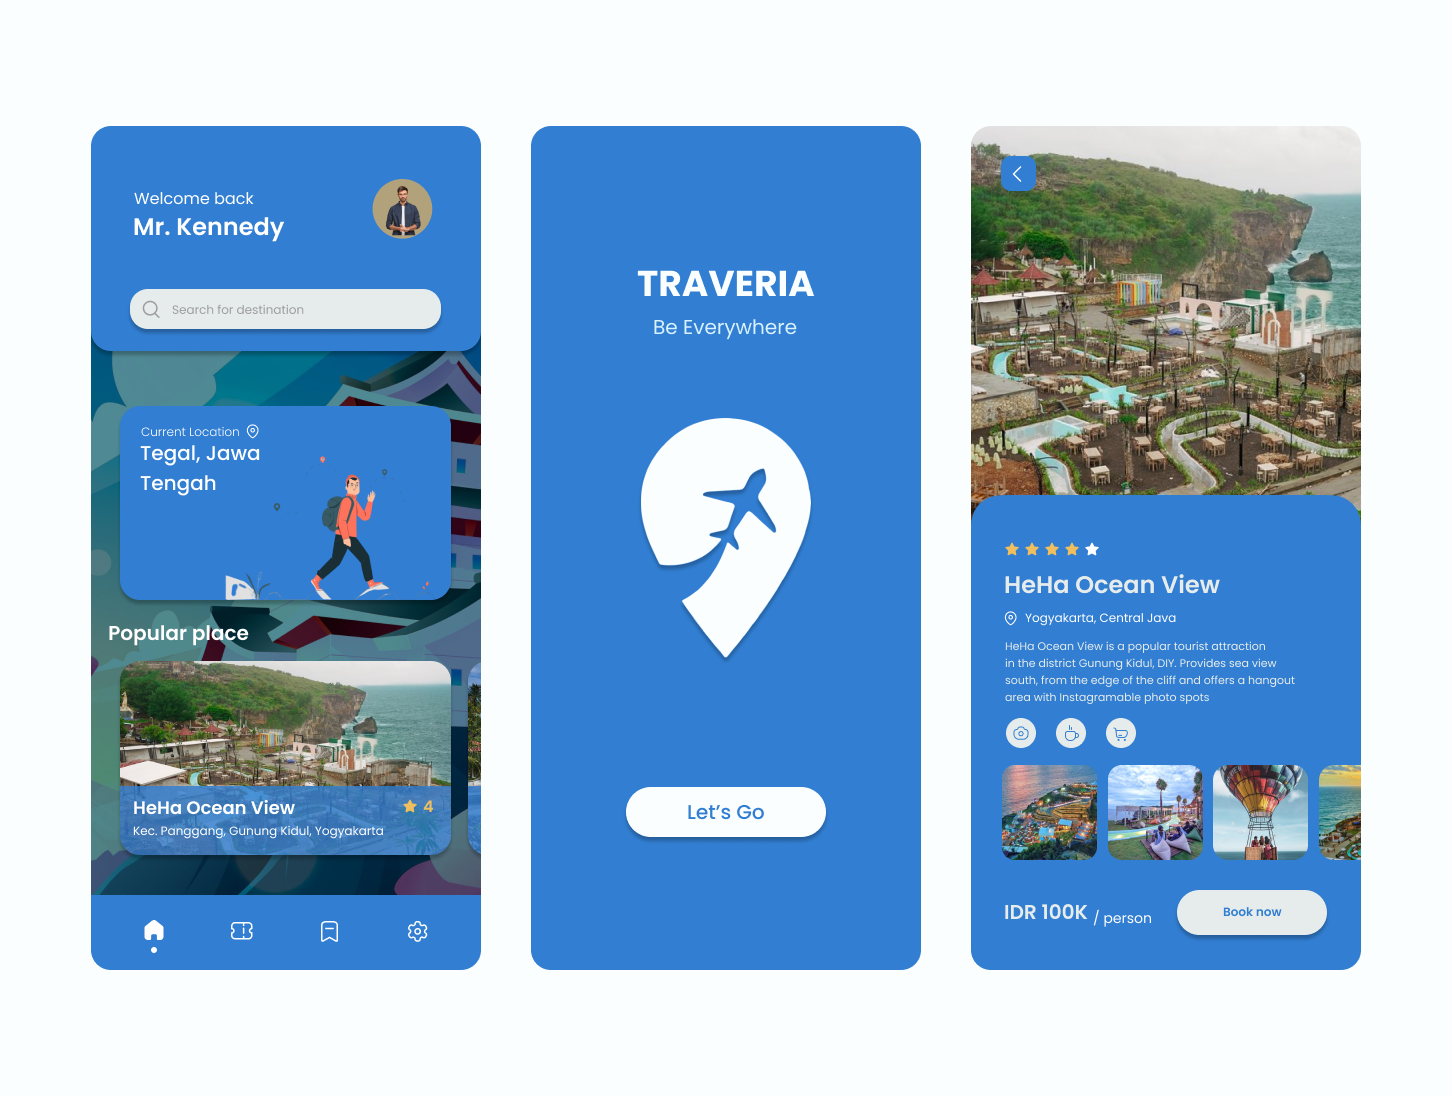 Welcome back
Mr. Kennedy
Search for destination
Current Location
Tegal, Jawa
Tengah
Popular place
HeHa Ocean View
4
Kec. Panggang, Gunung Kidul, Yogyakarta
TRAVERIA
Be Everywhere
Let's Go
HeHa Ocean View
Yogyakarta, Central Java
HeHa Ocean View is a popular tourist attraction
in the district Gunung Kidul, DIY. Provides sea view
south, from the edge of the cliff and offers a hangout
area with Instagramable photo spots
IDR 100K / person
Book now